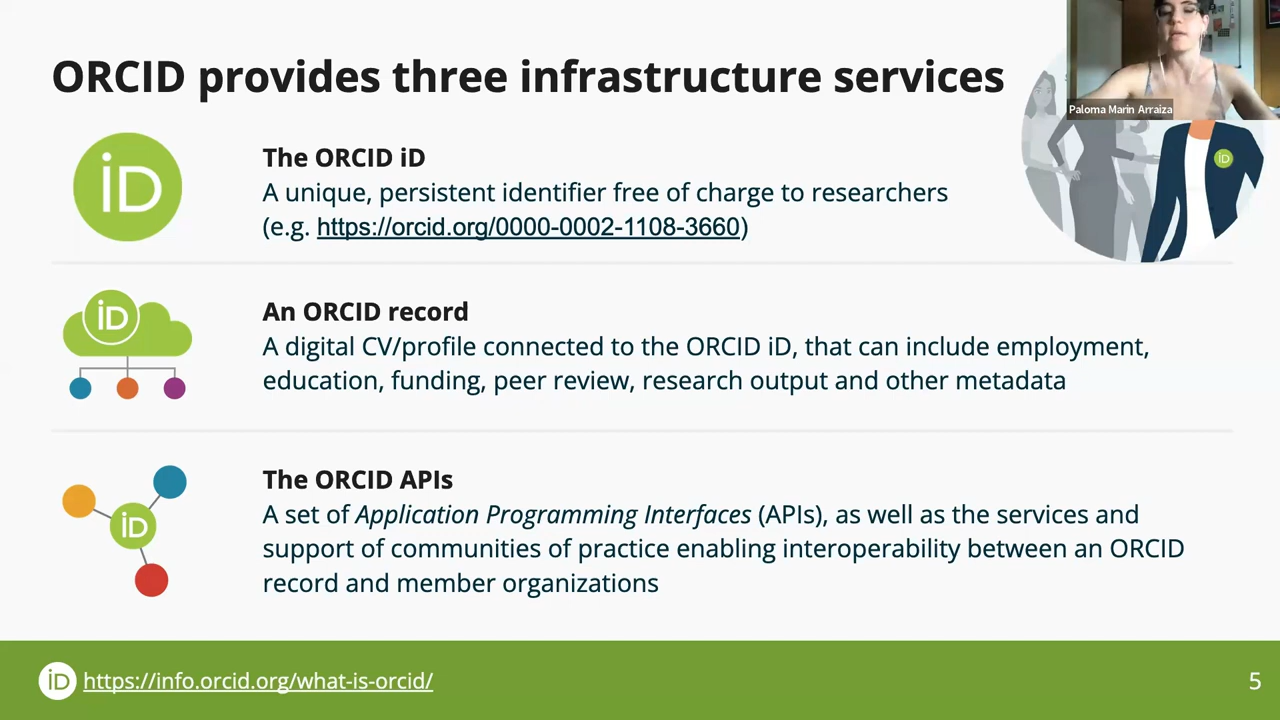 ORCID provides three infrastructure services
Paloma Marin Arraiza
iD
The ORCID iD
A unique, persistent identifier free of charge to researchers
(e.g. https://orcid.org/0000-0002-1108-3660)
iD
iD
An ORCID record
A digital CV/profile connected to the ORCID iD, that can include employment,
education, funding, peer review, research output and other metadata
iD
The ORCID APIs
A set of Application Programming Interfaces (APIs), as well as the services and
support of communities of practice enabling interoperability between an ORCID
record and member organizations
iD https://info.orcid.org/what-is-orcid/
5